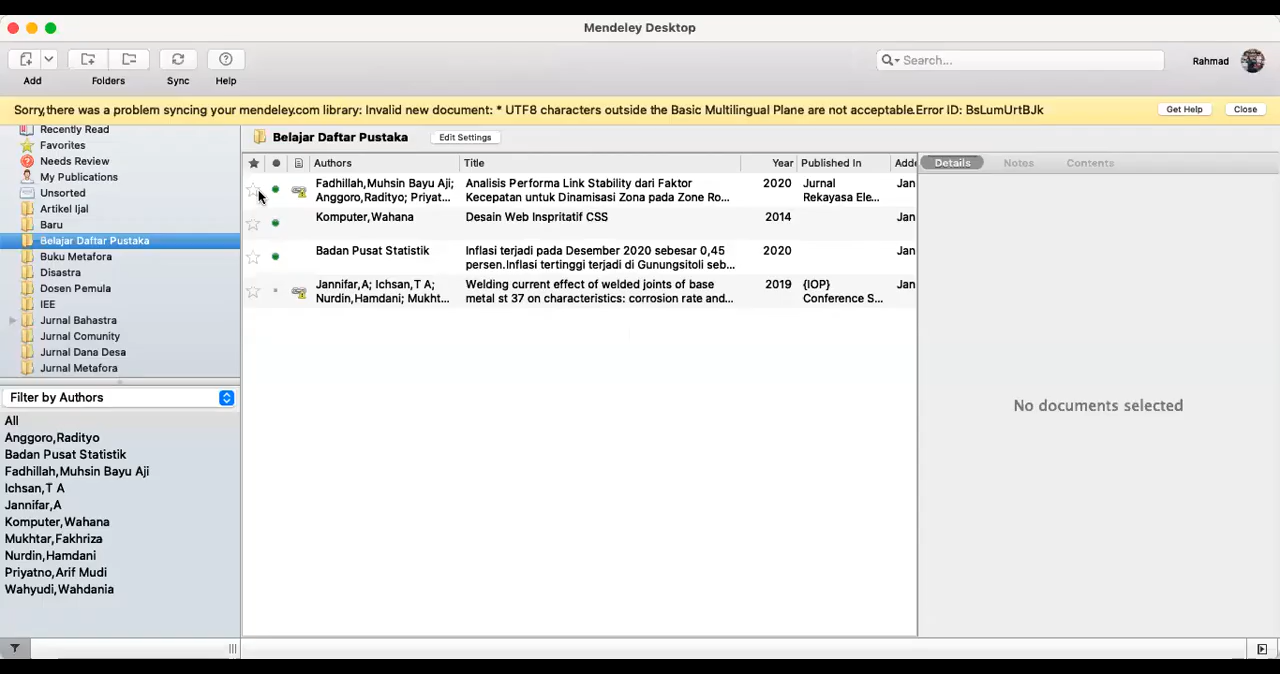 Mendeley Desktop
Search...
Rahmad
Add
Folders
Sync
Help
Sorry,there was a problem syncing your mendeley.com library: Invalid new document: * UTF8 characters outside the Basic Multilingual Plane are not acceptable.Error ID: BsLumUrtBJk
Get Help
Close
Recently Read
Favorites
Needs Review
My Publications
Unsorted
Artikel Ijal
Baru
Belajar Daftar Pustaka
Buku Metafora
Disastra
Dosen Pemula
IEE
Jurnal Bahastra
Jurnal Comunity
Jurnal Dana Desa
Jurnal Metafora
Filter by Authors
All
Anggoro,Radityo
Badan Pusat Statistik
Fadhillah,Muhsin Bayu Aji
Ichsan,T A
Jannifar,A
Komputer,Wahana
Mukhtar,Fakhriza
Nurdin,Hamdani
Priyatno,Arif Mudi
Wahyudi,Wahdania
Belajar Daftar Pustaka
Edit Settings
Authors Title Year Published In Adde
Fadhillah,Muhsin Bayu Aji; Analisis Performa Link Stability dari Faktor 2020 Jurnal Jan
Anggoro,Radityo; Priyat... Kecepatan untuk Dinamisasi Zona pada Zone Ro... Rekayasa Ele...
Komputer,Wahana Desain Web Inspritatif CSS 2014 Jan
Badan Pusat Statistik Inflasi terjadi pada Desember 2020 sebesar 0,45 2020 Jan
persen.Inflasi tertinggi terjadi di Gunungsitoli seb...
Jannifar,A; Ichsan,T A; Welding current effect of welded joints of base 2019 {IOP} Jan
Nurdin,Hamdani; Mukht... metal st 37 on characteristics: corrosion rate and... Conference S...
Details
Notes
Contents
No documents selected